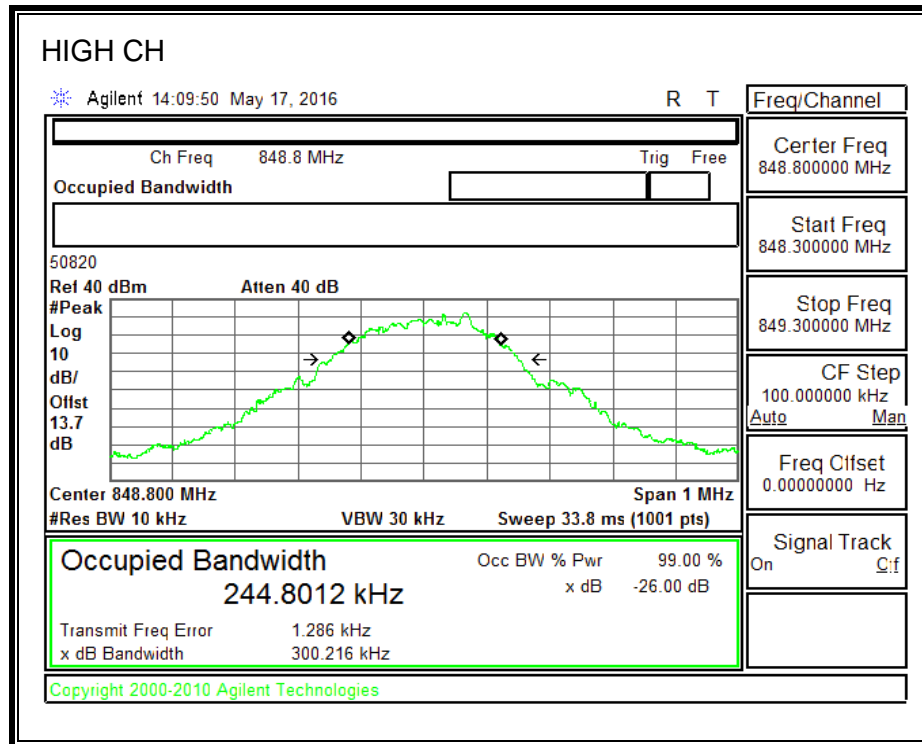 HIGH CH
Agilent 14:09:50 May 17, 2016 R T
Freq/Channel
Ch Freq 848.8 MHz Trig Free
Occupied Bandwidth
Center Freq
848.800000 MHz
Start Freq
848.300000 MHz
Stop Freq
849.300000 MHz
CF Step
100.000000 kHz
Auto Man
Freq Offset
0.00000000 Hz
Signal Track
On Off
50820
Ref 40 dBm Atten 40 dB
#Peak
Log
10
dB/
Offst
13.7
dB
Center 848.800 MHz Span 1 MHz
#Res BW 10 kHz VBW 30 kHz Sweep 33.8 ms (1001 pts)
Occupied Bandwidth Occ BW % Pwr 99.00 %
244.8012 kHz x dB -26.00 dB
Transmit Freq Error 1.286 kHz
x dB Bandwidth 300.216 kHz
Copyright 2000-2010 Agilent Technologies